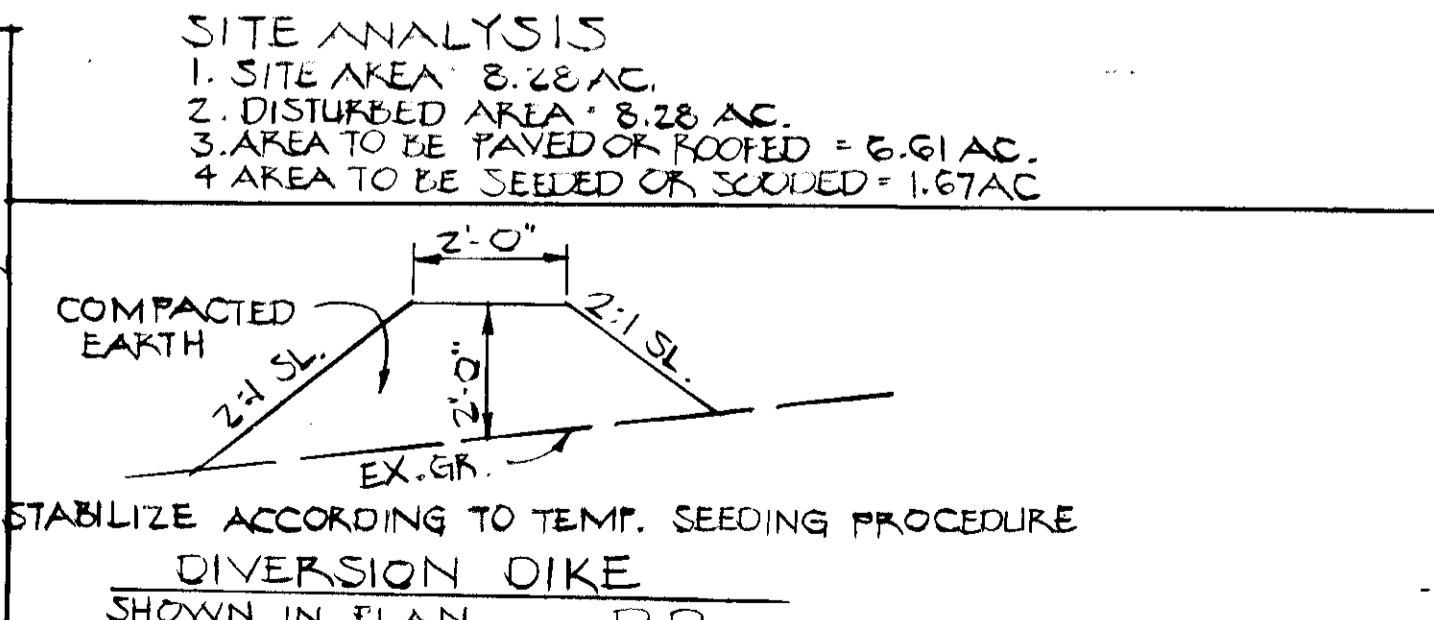 SITE ANALYSIS
1. SITE AREA 8.28 AC.
2. DISTURBED AREA 8.28 AC.
3. AREA TO BE PAVED OR ROOFED = 6.61 AC.
4 AREA TO BE SEEDED OR SODDED = 1.67 AC
2'-0"
COMPACTED
EARTH
2:1 SL.
2'-0"
2:1 SL.
EX. GR.
STABILIZE ACCORDING TO TEMP. SEEDING PROCEDURE
DIVERSION DIKE
SHOWN IN PLAN